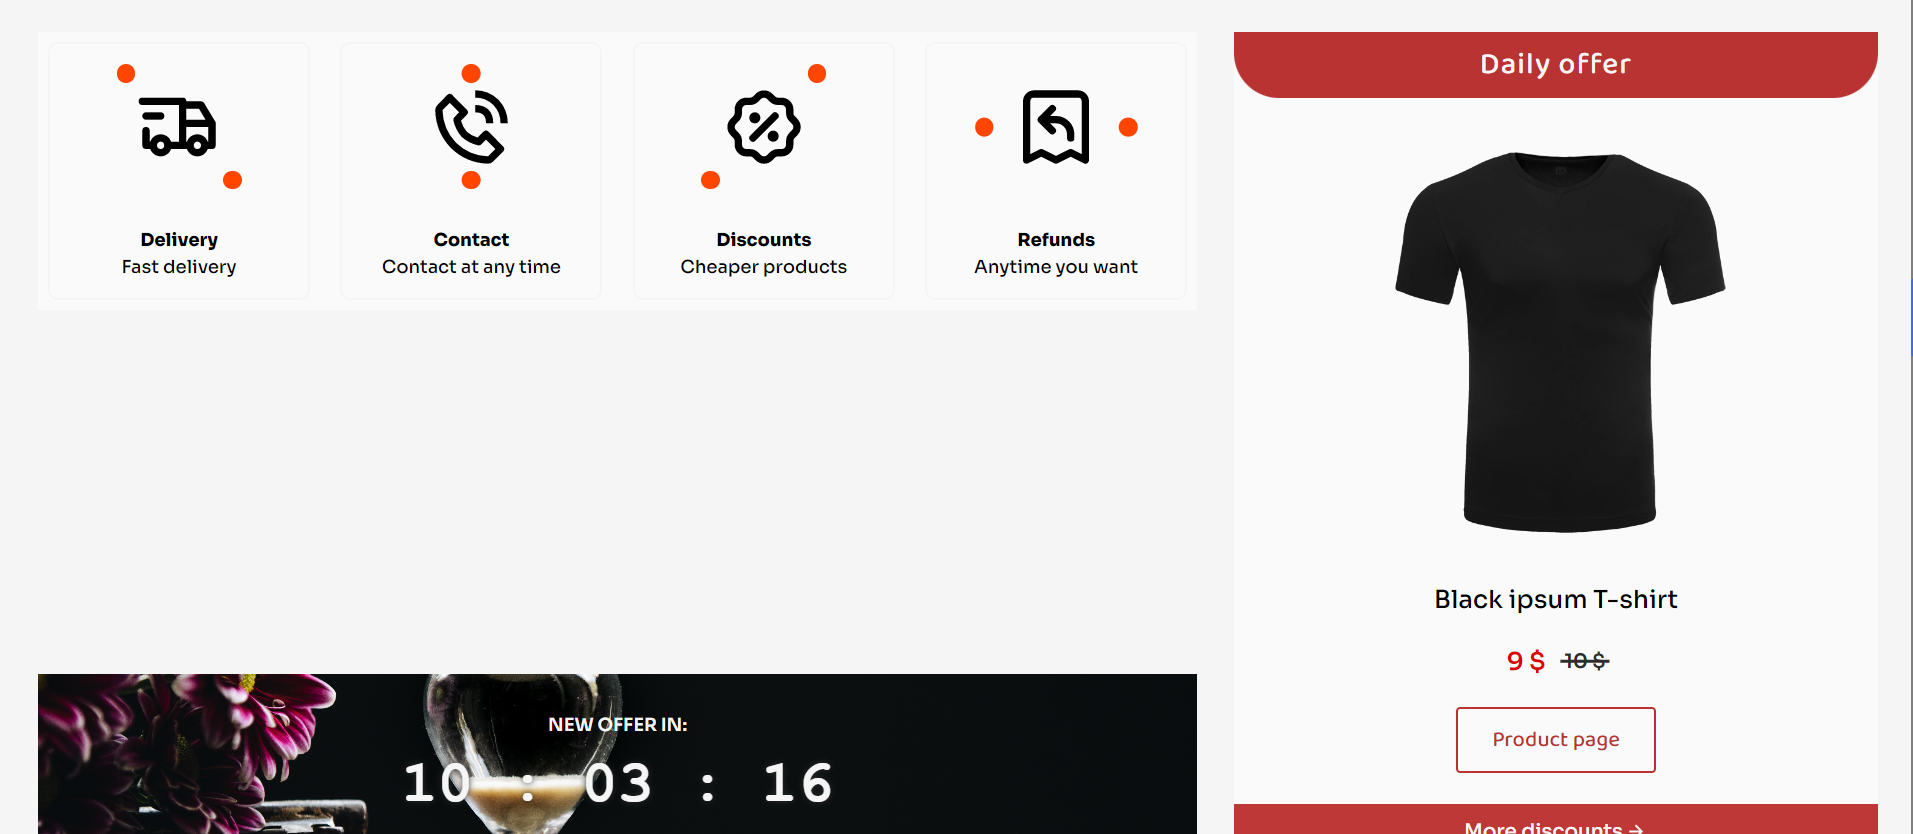 Delivery
Fast delivery
Contact
Contact at any time
Discounts
Cheaper products
Refunds
Anytime you want
NEW OFFER IN:
10 : 03 : 16
Daily offer
Black ipsum T-shirt
9 $ 10 $
Product page
More discounts →